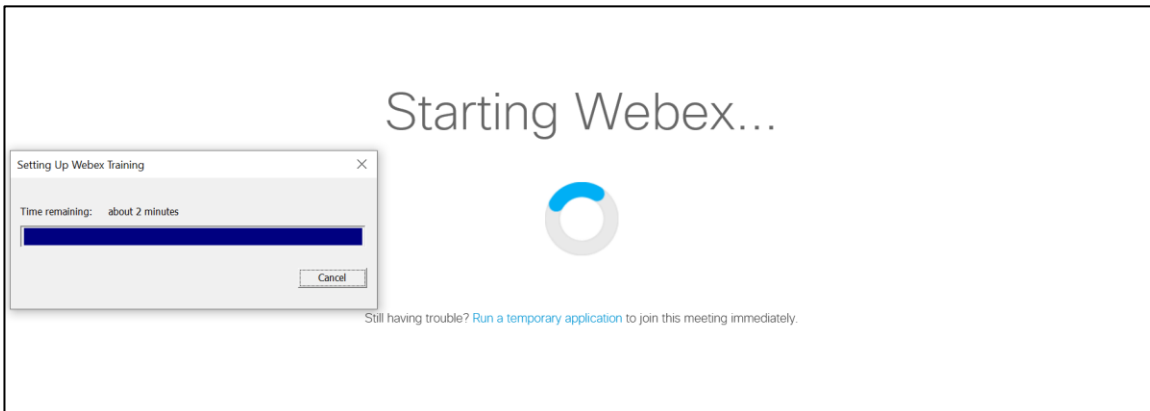 Starting Webex...
Setting Up Webex Training
Time remaining: about 2 minutes
Cancel
Still having trouble? Run a temporary application to join this meeting immediately.